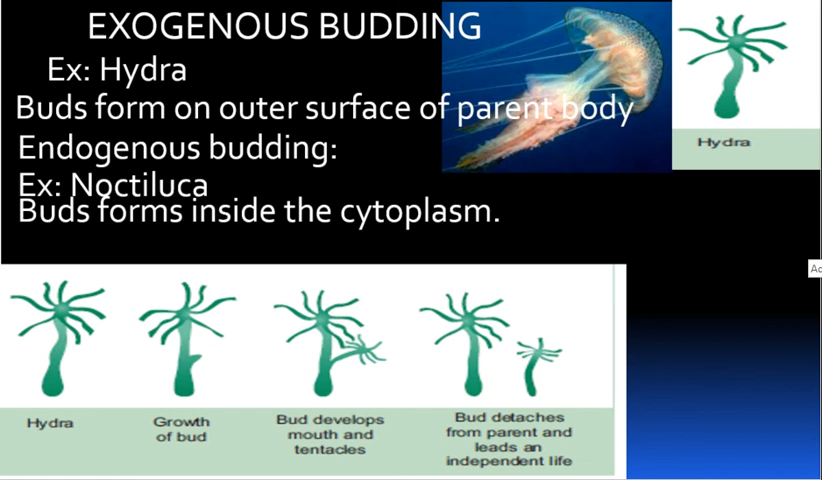 EXOGENOUS BUDDING
Ex: Hydra
Buds form on outer surface of parent body
Endogenous budding:
Ex: Noctiluca
Buds forms inside the cytoplasm.
Hydra
Hydra
Growth
of bud
Bud develops
mouth and
tentacles
Bud detaches
from parent and
leads an
independent life